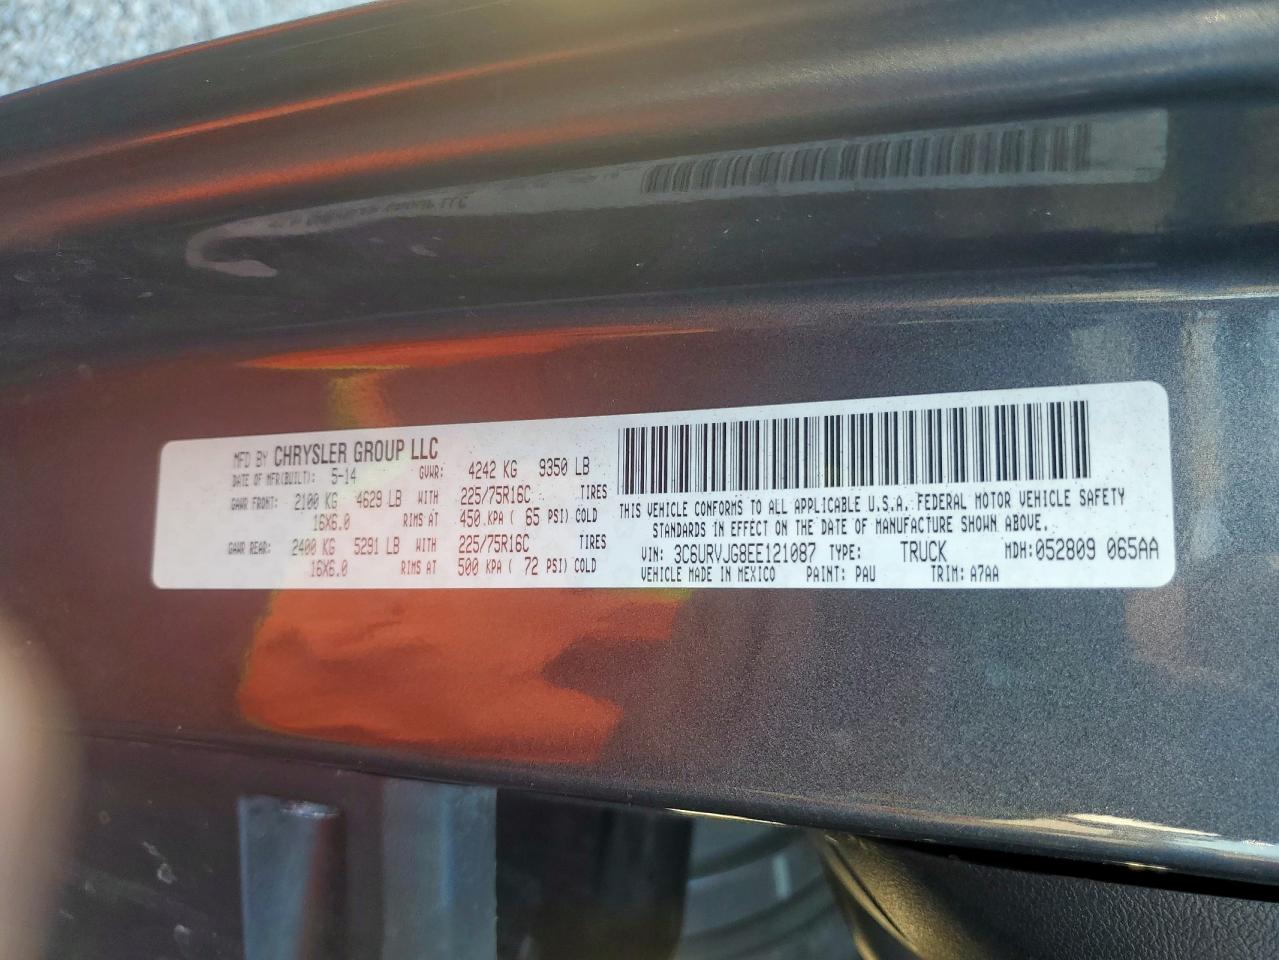 MFD BY CHRYSLER GROUP LLC
DATE OF MFR(BUILT): 5-14 GVWR: 4242 KG 9350 LB
GAWR FRONT: 2100 KG 4629 LB WITH 225/75R16C TIRES
16X6.0 RIMS AT 450 KPA ( 65 PSI) COLD
GAWR REAR: 2400 KG 5291 LB WITH 225/75R16C TIRES
16X6.0 RIMS AT 500 KPA ( 72 PSI) COLD
THIS VEHICLE CONFORMS TO ALL APPLICABLE U.S.A. FEDERAL MOTOR VEHICLE SAFETY
STANDARDS IN EFFECT ON THE DATE OF MANUFACTURE SHOWN ABOVE.
VIN: 3C6URVJG8EE121087 TYPE: TRUCK MDH:052809 065AA
VEHICLE MADE IN MEXICO PAINT: PAU TRIM: A7AA